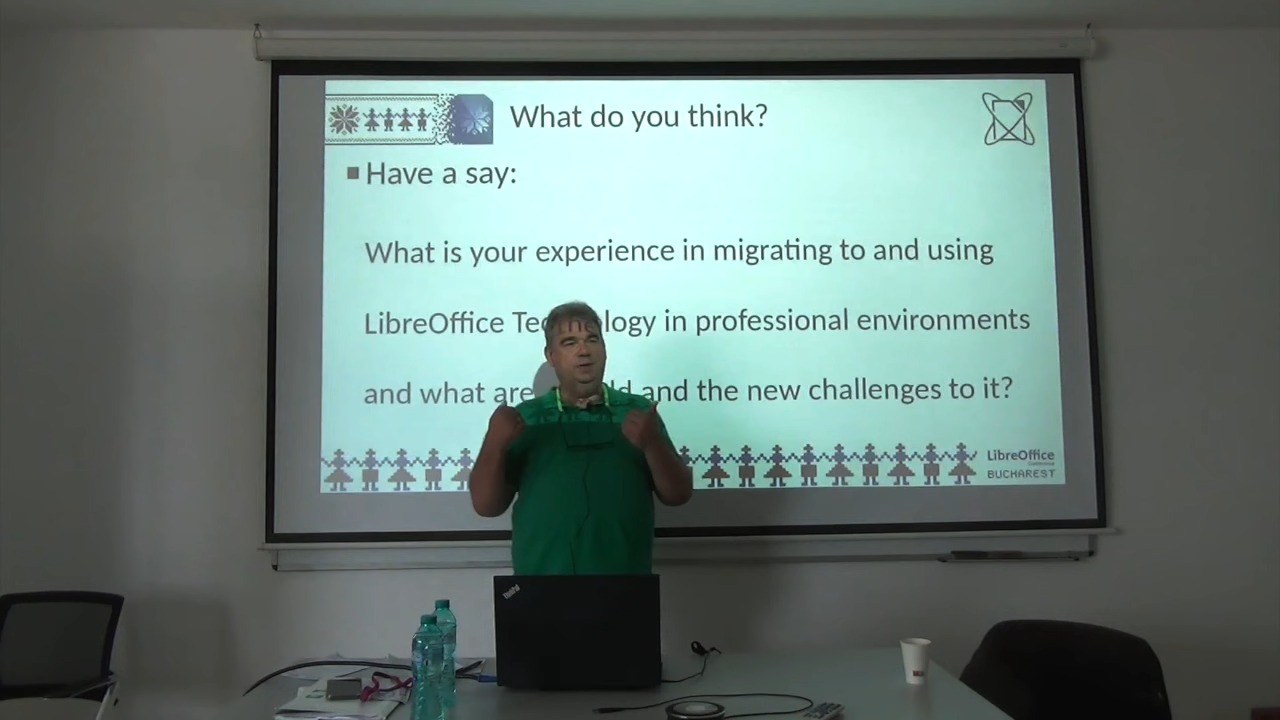 What do you think?
Have a say:
What is your experience in migrating to and using
LibreOffice Te logy in professional environments
and what are ld and the new challenges to it?
LibreOffice
BUCHAREST
ThinkPad